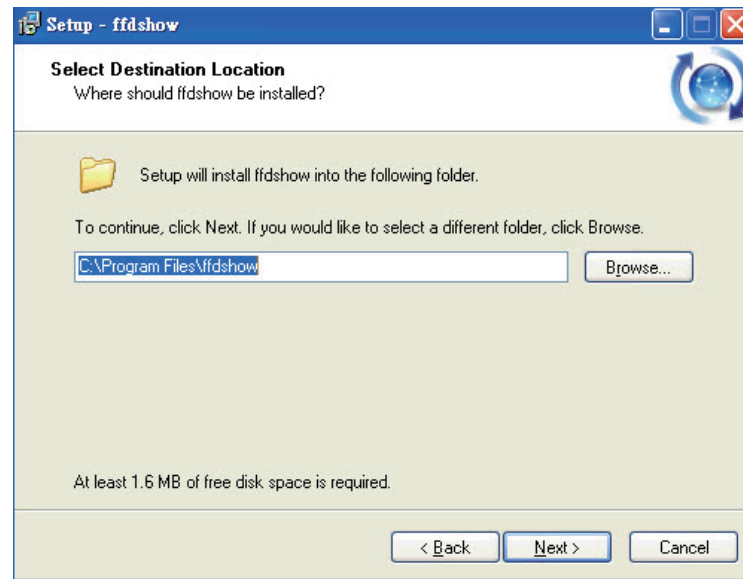 Setup - ffdshow
Select Destination Location
Where should ffdshow be installed?
Setup will install ffdshow into the following folder.
To continue, click Next. If you would like to select a different folder, click Browse.
C:\Program Files\ffdshow
Browse...
At least 1.6 MB of free disk space is required.
< Back
Next >
Cancel